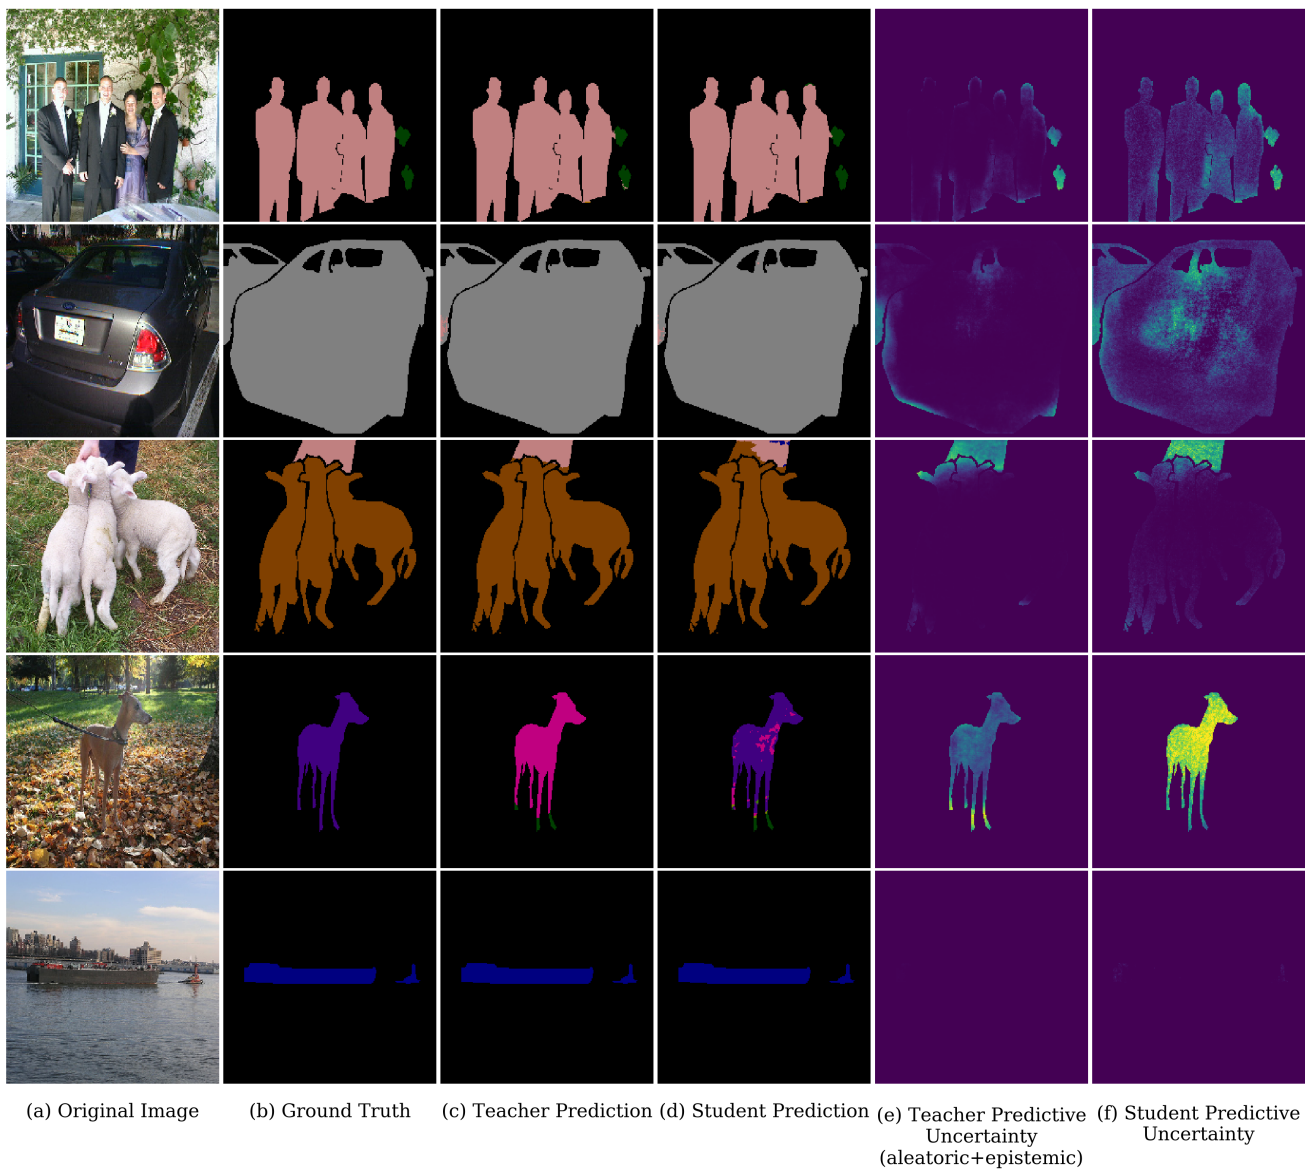 (a) Original Image
(b) Ground Truth
(c) Teacher Prediction
(d) Student Prediction
(e) Teacher Predictive
Uncertainty
(aleatoric+epistemic)
(f) Student Predictive
Uncertainty